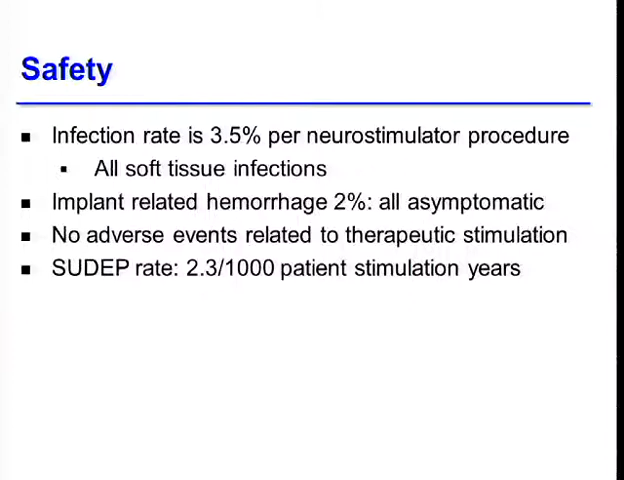 Safety
Infection rate is 3.5% per neurostimulator procedure
All soft tissue infections
Implant related hemorrhage 2%: all asymptomatic
No adverse events related to therapeutic stimulation
SUDEP rate: 2.3/1000 patient stimulation years